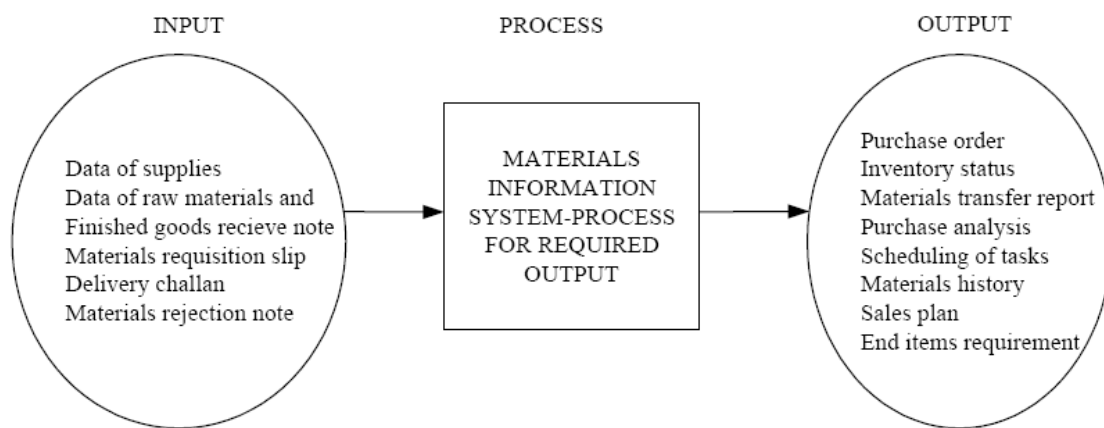 INPUT
PROCESS
OUTPUT
Data of supplies
Data of raw materials and
Finished goods recieve note
Materials requisition slip
Delivery challan
Materials rejection note
MATERIALS
INFORMATION
SYSTEM-PROCESS
FOR REQUIRED
OUTPUT
Purchase order
Inventory status
Materials transfer report
Purchase analysis
Scheduling of tasks
Materials history
Sales plan
End items requirement